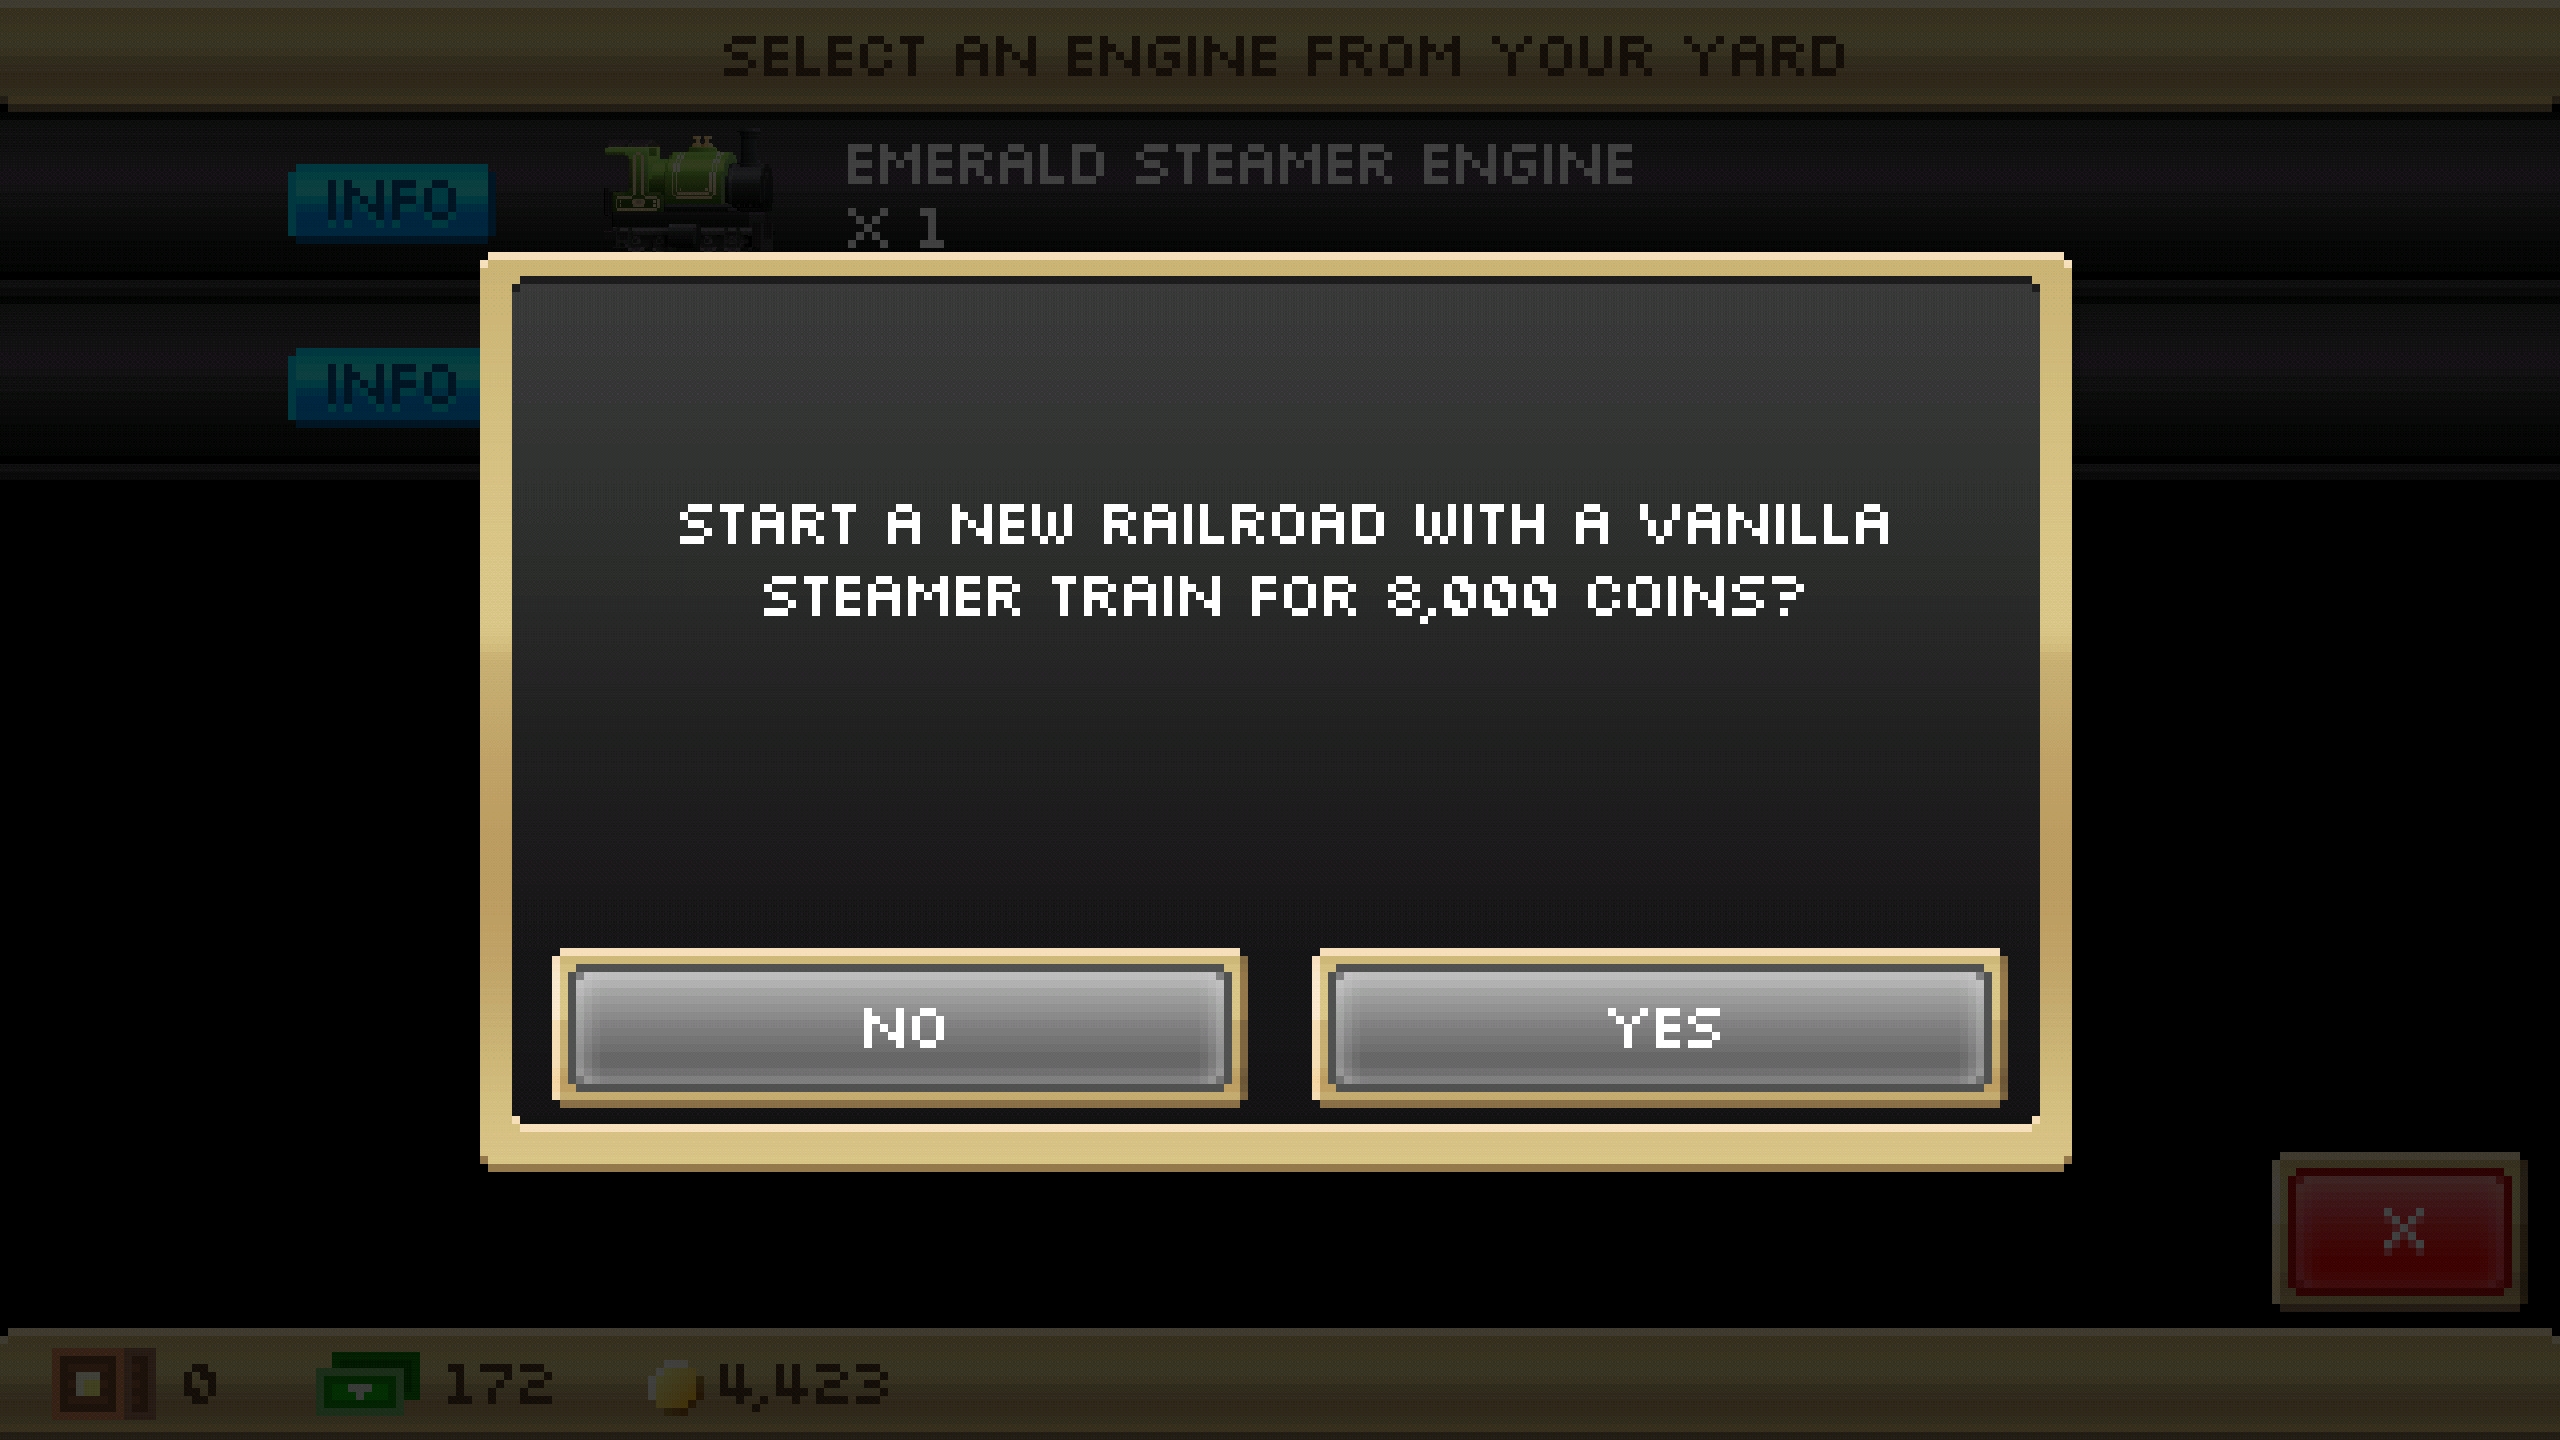 SELECT AN ENGINE FROM YOUR YARD
INFO
EMERALD STEAMER ENGINE
X 1
INFO
START A NEW RAILROAD WITH A VANILLA
STEAMER TRAIN FOR 8,000 COINS?
NO
YES
X
0
172
4,423